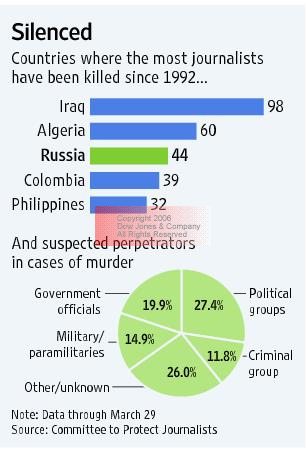 Silenced
Countries where the most journalists
have been killed since 1992...
Iraq 98
Algeria 60
Russia 44
Colombia 39
Philippines 32
Copyright 2006
Dow Jones & Company
All Rights Reserved
And suspected perpetrators
in cases of murder
Government
officials
19.9%
27.4%
Political
groups
Military/
paramilitaries
14.9%
11.8%
Criminal
group
26.0%
Other/unknown
Note: Data through March 29
Source: Committee to Protect Journalists